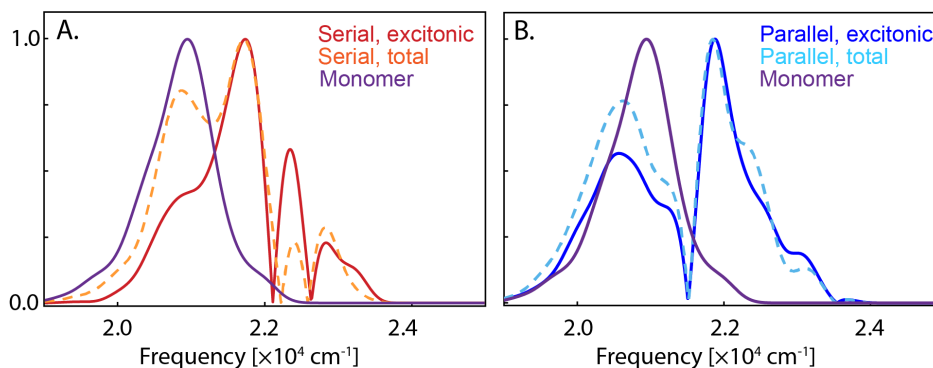 A.
Serial, excitonic
Serial, total
Monomer
1.0
0.0
2.0
2.2
2.4
Frequency [×10⁴ cm⁻¹]
B.
Parallel, excitonic
Parallel, total
Monomer
2.0
2.2
2.4
Frequency [×10⁴ cm⁻¹]